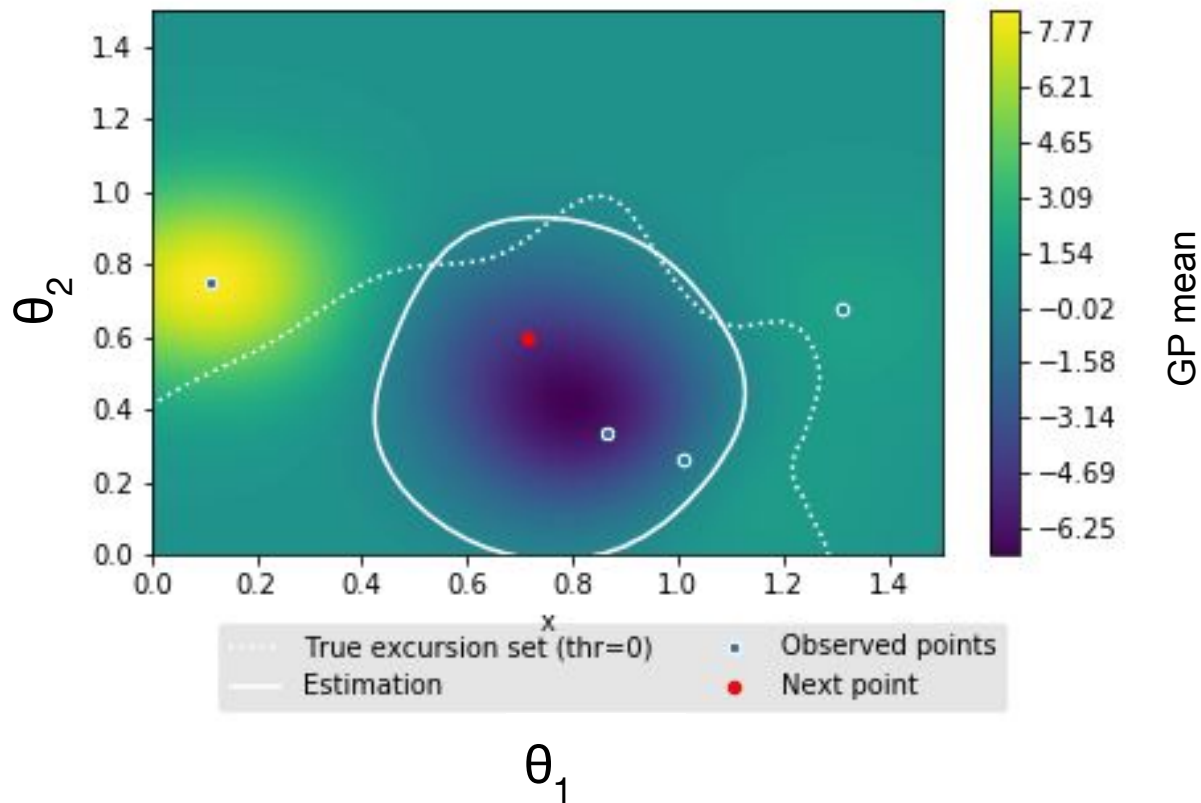 1.4
1.2
1.0
0.8
0.6
0.4
0.2
0.0
θ2
0.0 0.2 0.4 0.6 0.8 1.0 1.2 1.4
x
7.77
6.21
4.65
3.09
1.54
−0.02
−1.58
−3.14
−4.69
−6.25
GP mean
True excursion set (thr=0)
Observed points
Estimation
Next point
θ1